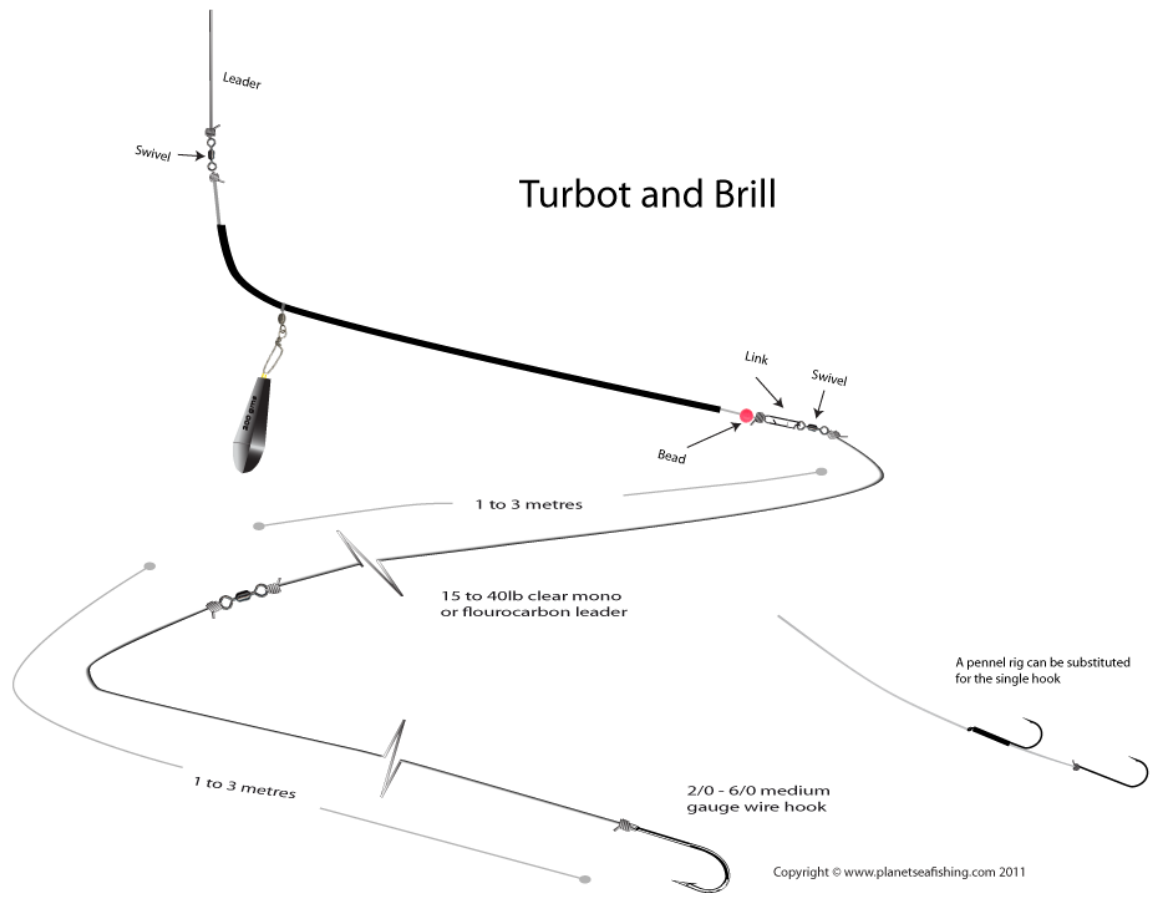 Leader
Swivel
Turbot and Brill
200 gms
Link
Swivel
Bead
1 to 3 metres
15 to 40lb clear mono
or flourocarbon leader
A pennel rig can be substituted
for the single hook
1 to 3 metres
2/0 - 6/0 medium
gauge wire hook
Copyright © www.planetseafishing.com 2011